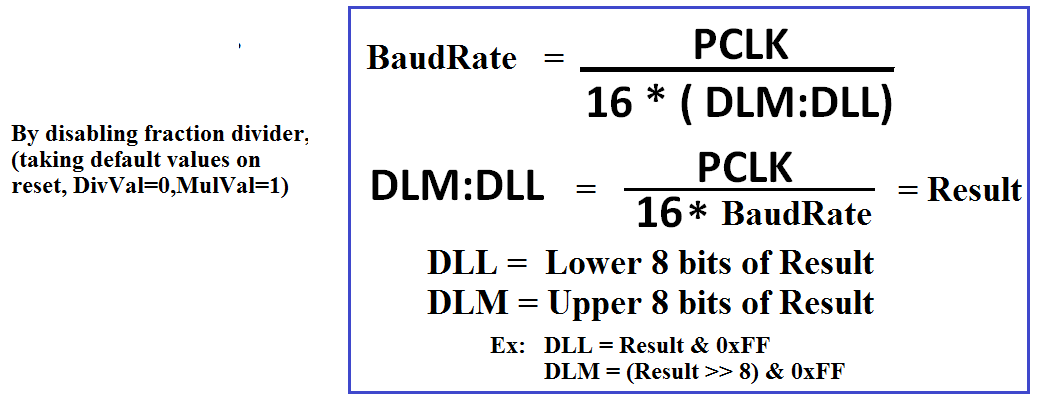 By disabling fraction divider,
(taking default values on
reset, DivVal=0,MulVal=1)
BaudRate = PCLK
16 * ( DLM:DLL)
DLM:DLL = PCLK = Result
16* BaudRate
DLL = Lower 8 bits of Result
DLM = Upper 8 bits of Result
Ex: DLL = Result & 0xFF
DLM = (Result >> 8) & 0xFF